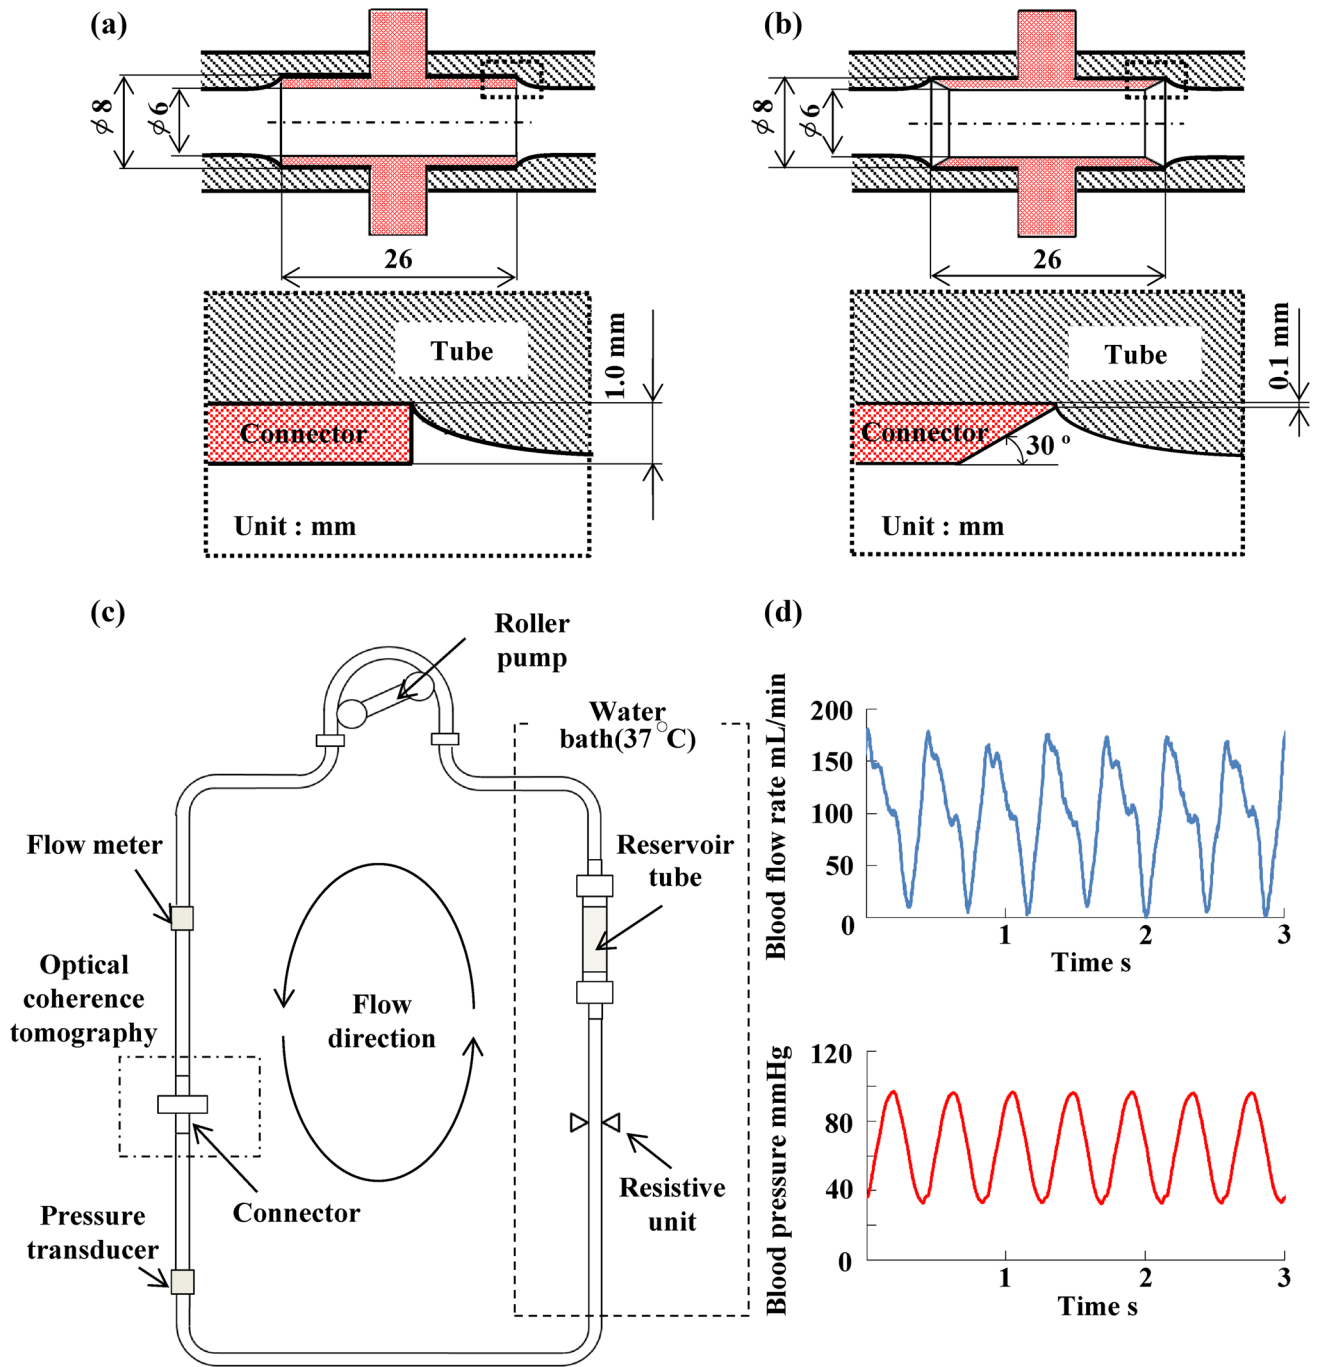 (a)
ϕ8
ϕ6
26
Tube
Connector
1.0 mm
Unit : mm
(b)
ϕ8
ϕ6
26
Tube
Connector
30 °
0.1 mm
Unit : mm
(c)
Roller
pump
Water
bath(37 °C)
Flow meter
Reservoir
tube
Optical
coherence
tomography
Flow
direction
Connector
Resistive
unit
Pressure
transducer
(d)
Blood flow rate mL/min
200
150
100
50
0
1
2
3
Time s
Blood pressure mmHg
120
80
40
0
1
2
3
Time s